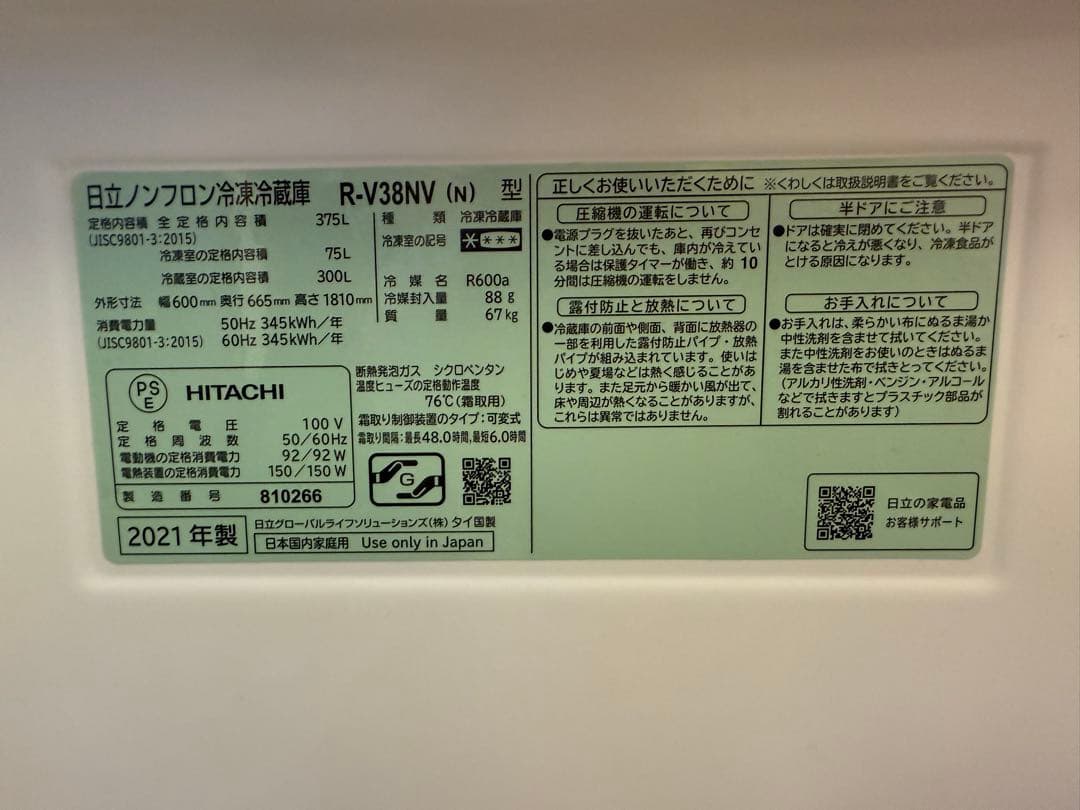 日立ノンフロン冷凍冷蔵庫 R-V38NV (N) 型
定格内容積 全定格内容積 375L
(JISC9801-3:2015)
冷凍室の定格内容積 75L
冷蔵室の定格内容積 300L
外形寸法 幅600mm 奥行665mm 高さ1810mm
消費電力量 50Hz 345kWh/年
(JISC9801-3:2015) 60Hz 345kWh/年
種類 冷凍冷蔵庫
冷凍室の記号 ****
冷媒名 R600a
冷媒封入量 88g
質量 67kg
PSE HITACHI
定格電圧 100V
定格周波数 50/60Hz
電動機の定格消費電力 92/92W
電熱装置の定格消費電力 150/150W
製造番号 810266
断熱発泡ガス シクロペンタン
温度ヒューズの定格動作温度
76℃(霜取用)
霜取り制御装置のタイプ:可変式
霜取り間隔:最長48.0時間,最短6.0時間
G
2021年製
日立グローバルライフソリューションズ(株) タイ国製
日本国内家庭用 Use only in Japan
正しくお使いいただくために ※くわしくは取扱説明書をご覧ください。
圧縮機の運転について
●電源プラグを抜いたあと、再びコンセ
ントに差し込んでも、庫内が冷えてい
る場合は保護タイマーが働き、約10
分間は圧縮機の運転をしません。
露付防止と放熱について
●冷蔵庫の前面や側面、背面に放熱器の
一部を利用した露付防止パイプ・放熱
パイプが組み込まれています。使いは
じめや夏場などは熱く感じることがあ
ります。また足元から暖かい風が出て、
床や周辺が熱くなることがありますが、
これらは異常ではありません。
半ドアにご注意
●ドアは確実に閉めてください。半ドア
になると冷えが悪くなり、冷凍食品が
とける原因になります。
お手入れについて
●お手入れは、柔らかい布にぬるま湯か
中性洗剤を含ませて拭いてください。
また中性洗剤をお使いのときはぬるま
湯を含ませた布で拭きとってください。
(アルカリ性洗剤・ベンジン・アルコール
などで拭きますとプラスチック部品が
割れることがあります)
日立の家電品
お客様サポート